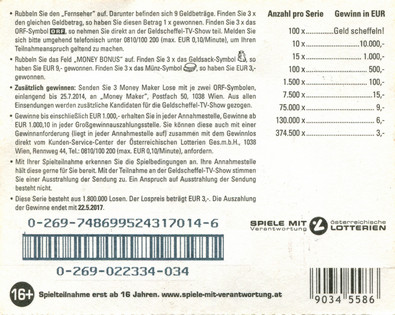 • Rubbeln Sie den „Fernseher" auf. Darunter befinden sich 9 Geldbeträge. Finden Sie 3 x
den gleichen Geldbetrag, so haben Sie diesen Betrag 1 x gewonnen. Finden Sie 3 x das
ORF-Symbol ORF, so nehmen Sie direkt an der Geldscheffel-TV-Show teil. Melden Sie
sich bitte umgehend telefonisch unter 0810/100 200 (max. EUR 0,10/Minute), um Ihre
Teilnahmeanspruch geltend zu machen.
• Rubbeln Sie das Feld „MONEY BONUS" auf. Finden Sie 3 x das Geldsack-Symbol, so
haben Sie EUR 9,- gewonnen. Finden Sie 3 x das Münz-Symbol, so haben Sie EUR 3,-
gewonnen.
• Zusätzlich gewinnen: Senden Sie 3 Money Maker Lose mit je zwei ORF-Symbolen,
einlangend bis 25.7.2014, an „Money Maker", Postfach 50, 1038 Wien. Aus allen
Einsendungen werden zusätzliche Kandidaten für die Geldscheffel-TV-Show gezogen.
• Gewinne bis einschließlich EUR 1.000,- erhalten Sie in jeder Annahmestelle, Gewinne ab
EUR 1.000,10 in jeder Großgewinnauszahlungsstelle. Sie können diese auch mit einer
Gewinnanforderung (liegt in jeder Annahmestelle auf) zusammen mit dem Gewinnlos
direkt vom Kunden-Service-Center der Österreichischen Lotterien Ges.m.b.H., 1038
Wien, Rennweg 44, Tel.: 0810/100 200 (max. EUR 0,10/Minute), anfordern.
• Mit Ihrer Spielteilnahme erkennen Sie die Spielbedingungen an. Ihre Annahmestelle
hält diese gerne für Sie bereit. Mit der Teilnahme an der Geldscheffel-TV-Show stimmen
Sie einer Ausstrahlung der Sendung zu. Ein Anspruch auf Ausstrahlung der Sendung
besteht nicht.
• Diese Serie besteht aus 1.800.000 Losen. Der Lospreis beträgt EUR 3,-. Die Auszahlung
der Gewinne endet mit 22.5.2017.
Anzahl pro Serie Gewinn in EUR
100 x Geld scheffeln!
10 x 10.000,-
15 x 1.000,-
100 x 500,-
1.500 x 100,-
7.500 x 12,-
75.000 x 9,-
130.000 x 6,-
374.500 x 3,-
0-269-748699524317014-6
0-269-022334-034
SPIELE MIT
Verantwortung
österreichische
LOTTERIEN
16+
Spielteilnahme erst ab 16 Jahren. www.spiele-mit-verantwortung.at
9034 5586